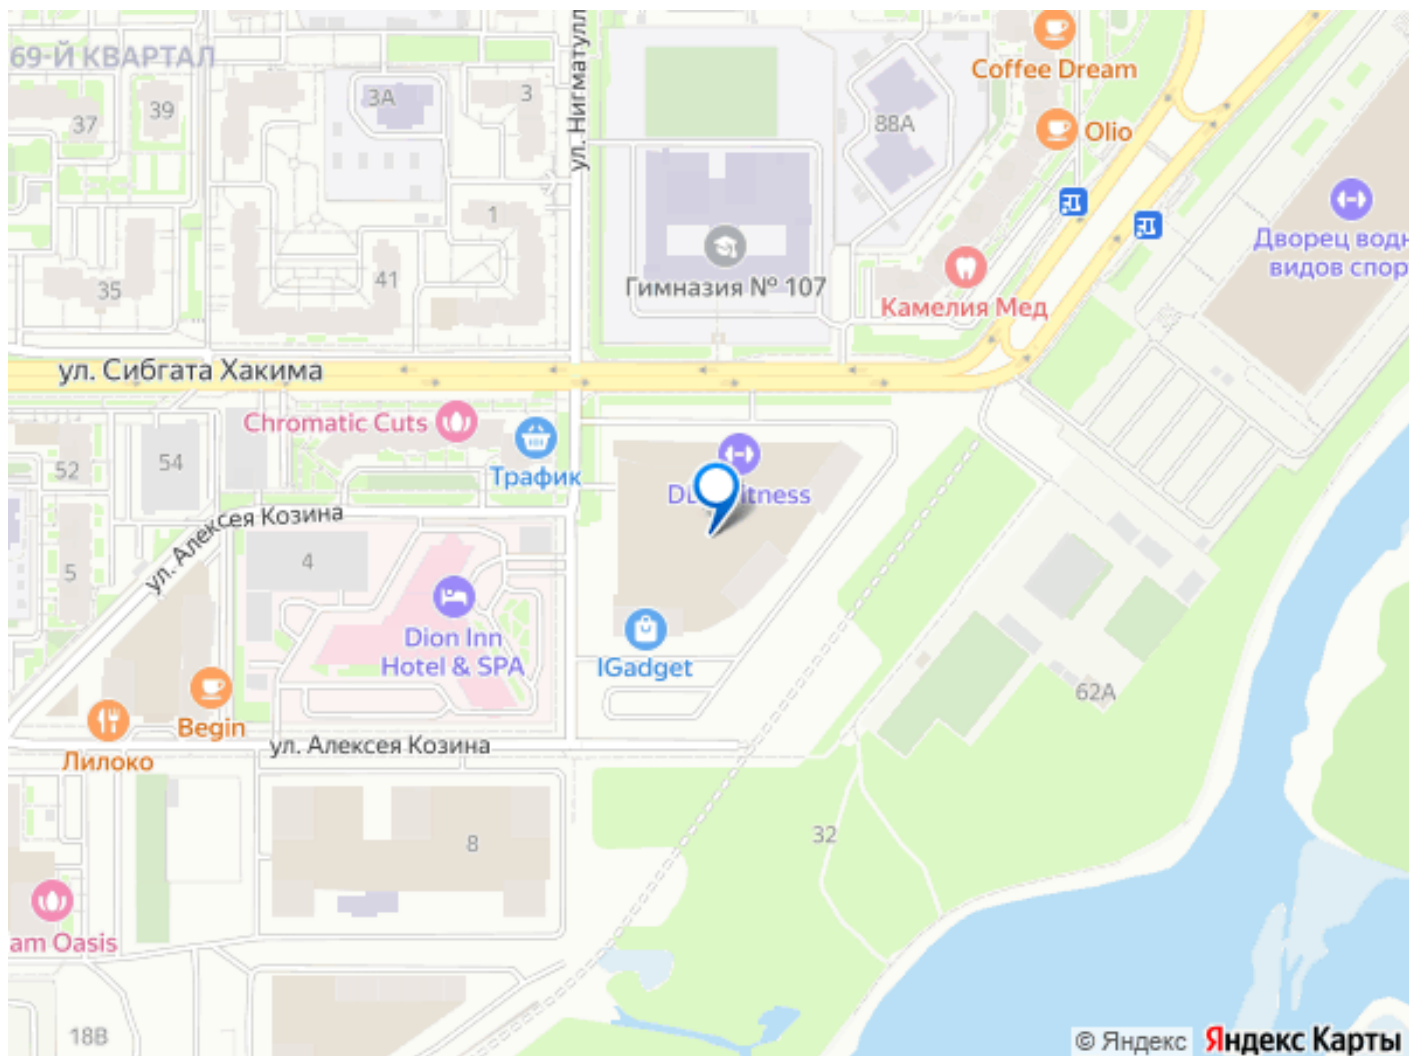 69-Й КВАРТАЛ
Coffee Dream
3А
3
39
37
ул. Нигматулл
88А
Olio
1
Дворец водн
видов спор
Гимназия № 107
41
35
Камелия Мед
ул. Сибгата Хакима
Chromatic Cuts
52
54
Трафик
ул. Алексея Козина
4
5
Dion Inn
Hotel & SPA
IGadget
62А
Begin
Лилоко
ул. Алексея Козина
32
8
am Oasis
18В
© Яндекс Яндекс Карты